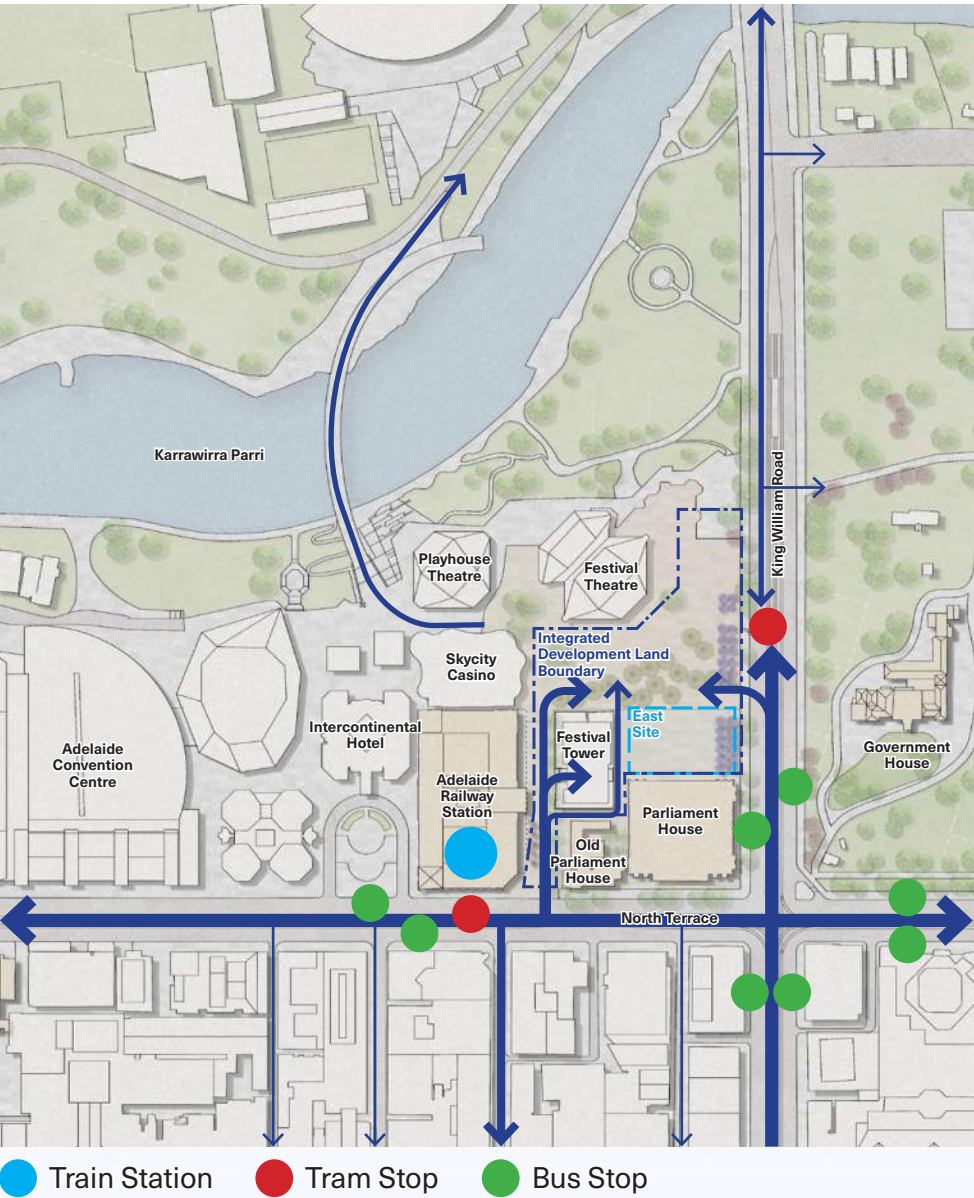 Karrawirra Parri
King William Road
Playhouse
Theatre
Festival
Theatre
Integrated
Development Land
Boundary
Skycity
Casino
East
Site
Intercontinental
Hotel
Festival
Tower
Adelaide
Convention
Centre
Government
House
Adelaide
Railway
Station
Parliament
House
Old
Parliament
House
North Terrace
Train Station
Tram Stop
Bus Stop